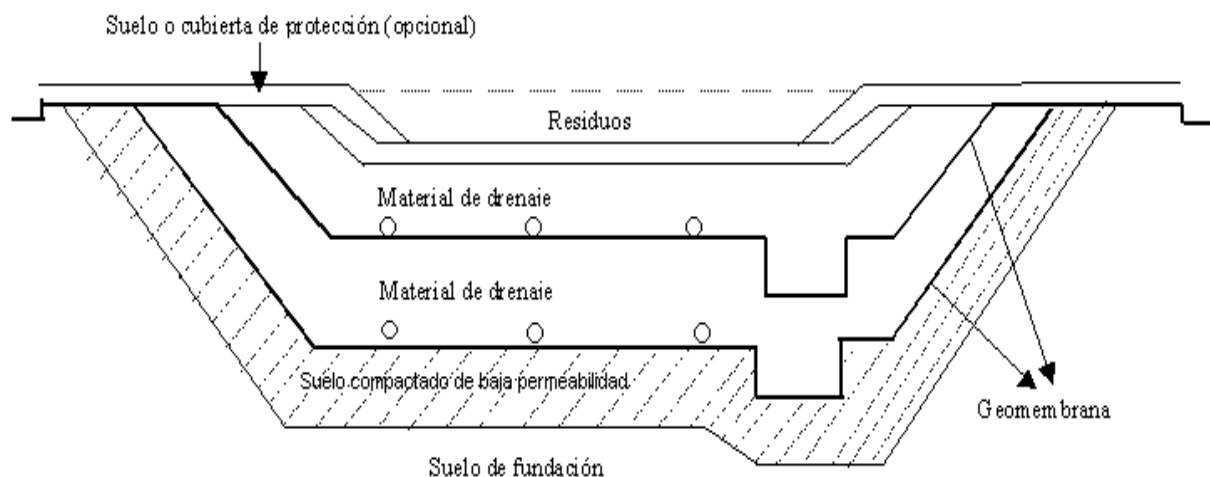 Suelo o cubierta de protección (opcional)
Residuos
Material de drenaie
Material de drenaie
Suelo compactado de baja permeabilidad
Geomembrana
Suelo de fundación